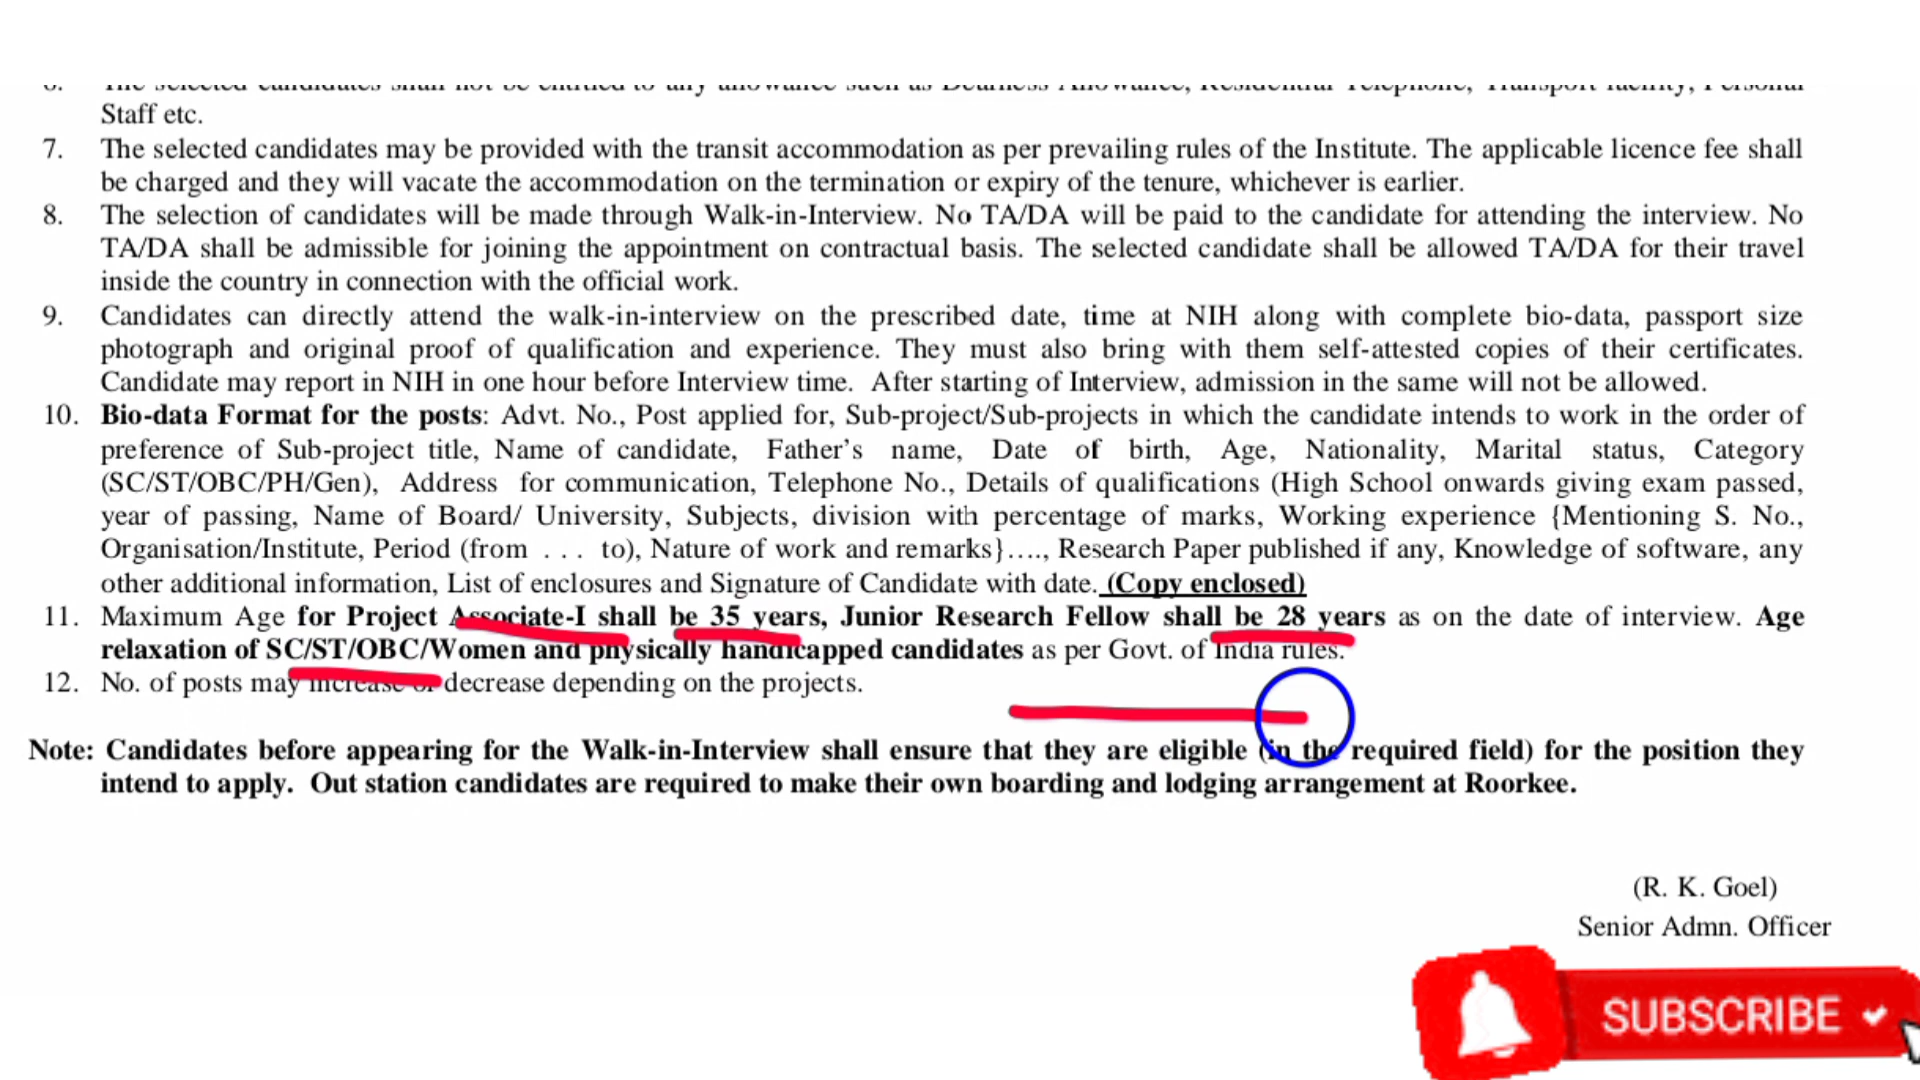 6. The selected candidates shall not be entitled to any allowance such as Dearness Allowance, Residential Telephone, Transport facility, Personal
Staff etc.
7. The selected candidates may be provided with the transit accommodation as per prevailing rules of the Institute. The applicable licence fee shall
be charged and they will vacate the accommodation on the termination or expiry of the tenure, whichever is earlier.
8. The selection of candidates will be made through Walk-in-Interview. No TA/DA will be paid to the candidate for attending the interview. No
TA/DA shall be admissible for joining the appointment on contractual basis. The selected candidate shall be allowed TA/DA for their travel
inside the country in connection with the official work.
9. Candidates can directly attend the walk-in-interview on the prescribed date, time at NIH along with complete bio-data, passport size
photograph and original proof of qualification and experience. They must also bring with them self-attested copies of their certificates.
Candidate may report in NIH in one hour before Interview time. After starting of Interview, admission in the same will not be allowed.
10. Bio-data Format for the posts: Advt. No., Post applied for, Sub-project/Sub-projects in which the candidate intends to work in the order of
preference of Sub-project title, Name of candidate, Father's name, Date of birth, Age, Nationality, Marital status, Category
(SC/ST/OBC/PH/Gen), Address for communication, Telephone No., Details of qualifications (High School onwards giving exam passed,
year of passing, Name of Board/ University, Subjects, division with percentage of marks, Working experience {Mentioning S. No.,
Organisation/Institute, Period (from . . . to), Nature of work and remarks}...., Research Paper published if any, Knowledge of software, any
other additional information, List of enclosures and Signature of Candidate with date. (Copy enclosed)
11. Maximum Age for Project Associate-I shall be 35 years, Junior Research Fellow shall be 28 years as on the date of interview. Age
relaxation of SC/ST/OBC/Women and physically handicapped candidates as per Govt. of India rules.
12. No. of posts may increase or decrease depending on the projects.
Note: Candidates before appearing for the Walk-in-Interview shall ensure that they are eligible (in the required field) for the position they
intend to apply. Out station candidates are required to make their own boarding and lodging arrangement at Roorkee.
(R. K. Goel)
Senior Admn. Officer
SUBSCRIBE